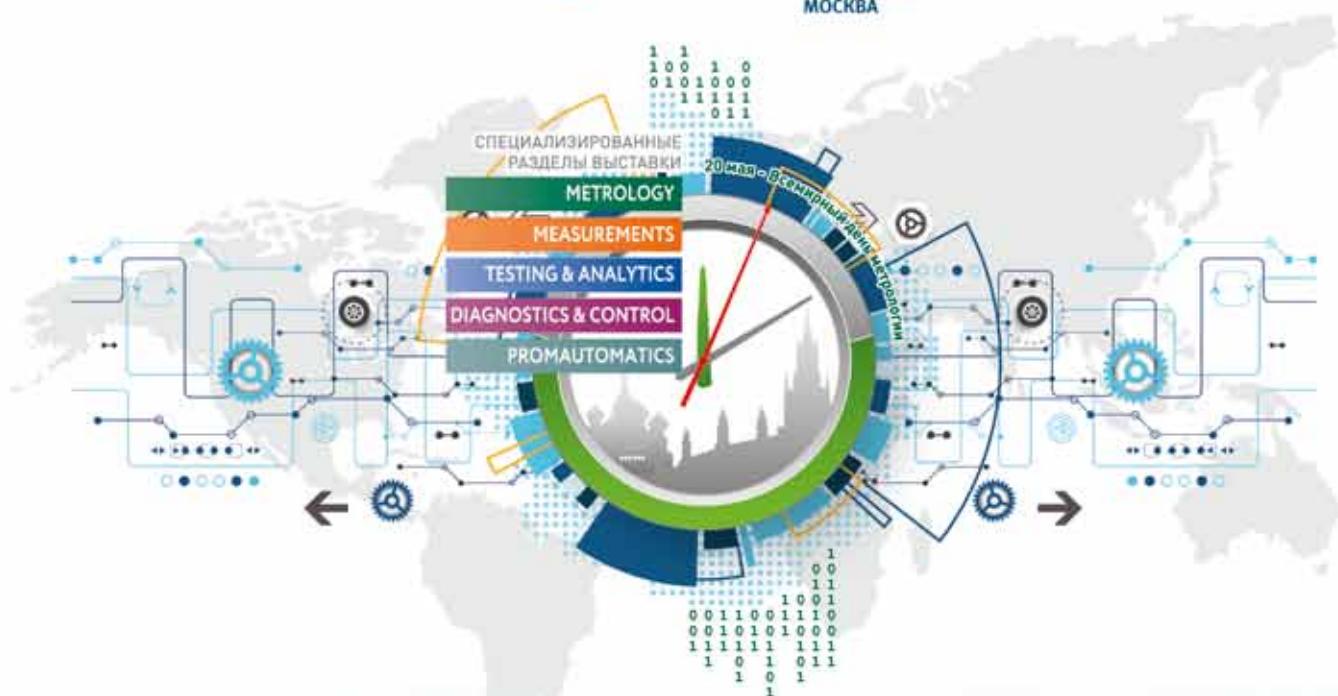 МОСКВА
СПЕЦИАЛИЗИРОВАННЫЕ
РАЗДЕЛЫ ВЫСТАВКИ
METROLOGY
MEASUREMENTS
TESTING & ANALYTICS
DIAGNOSTICS & CONTROL
PROMAUTOMATICS
20 мая - Всемирный день метрологии